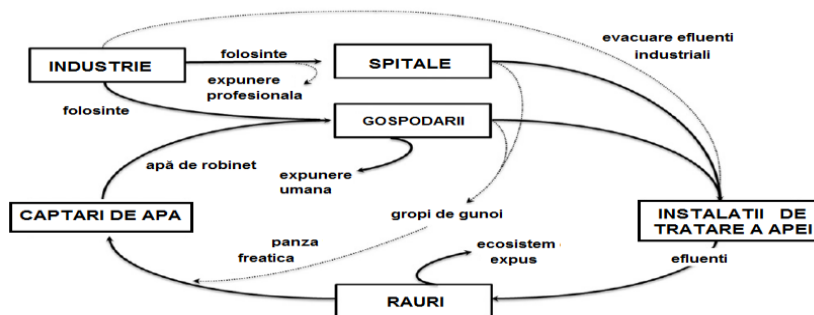 evacuare efluenti
industriali
folosinte
INDUSTRIE
SPITALE
expunere
profesionala
folosinte
GOSPODARII
apă de robinet
expunere
umana
CAPTARI DE APA
gropi de gunoi
INSTALATII DE
TRATARE A APEI
panza
freatica
ecosistem
expus
efluenti
RAURI